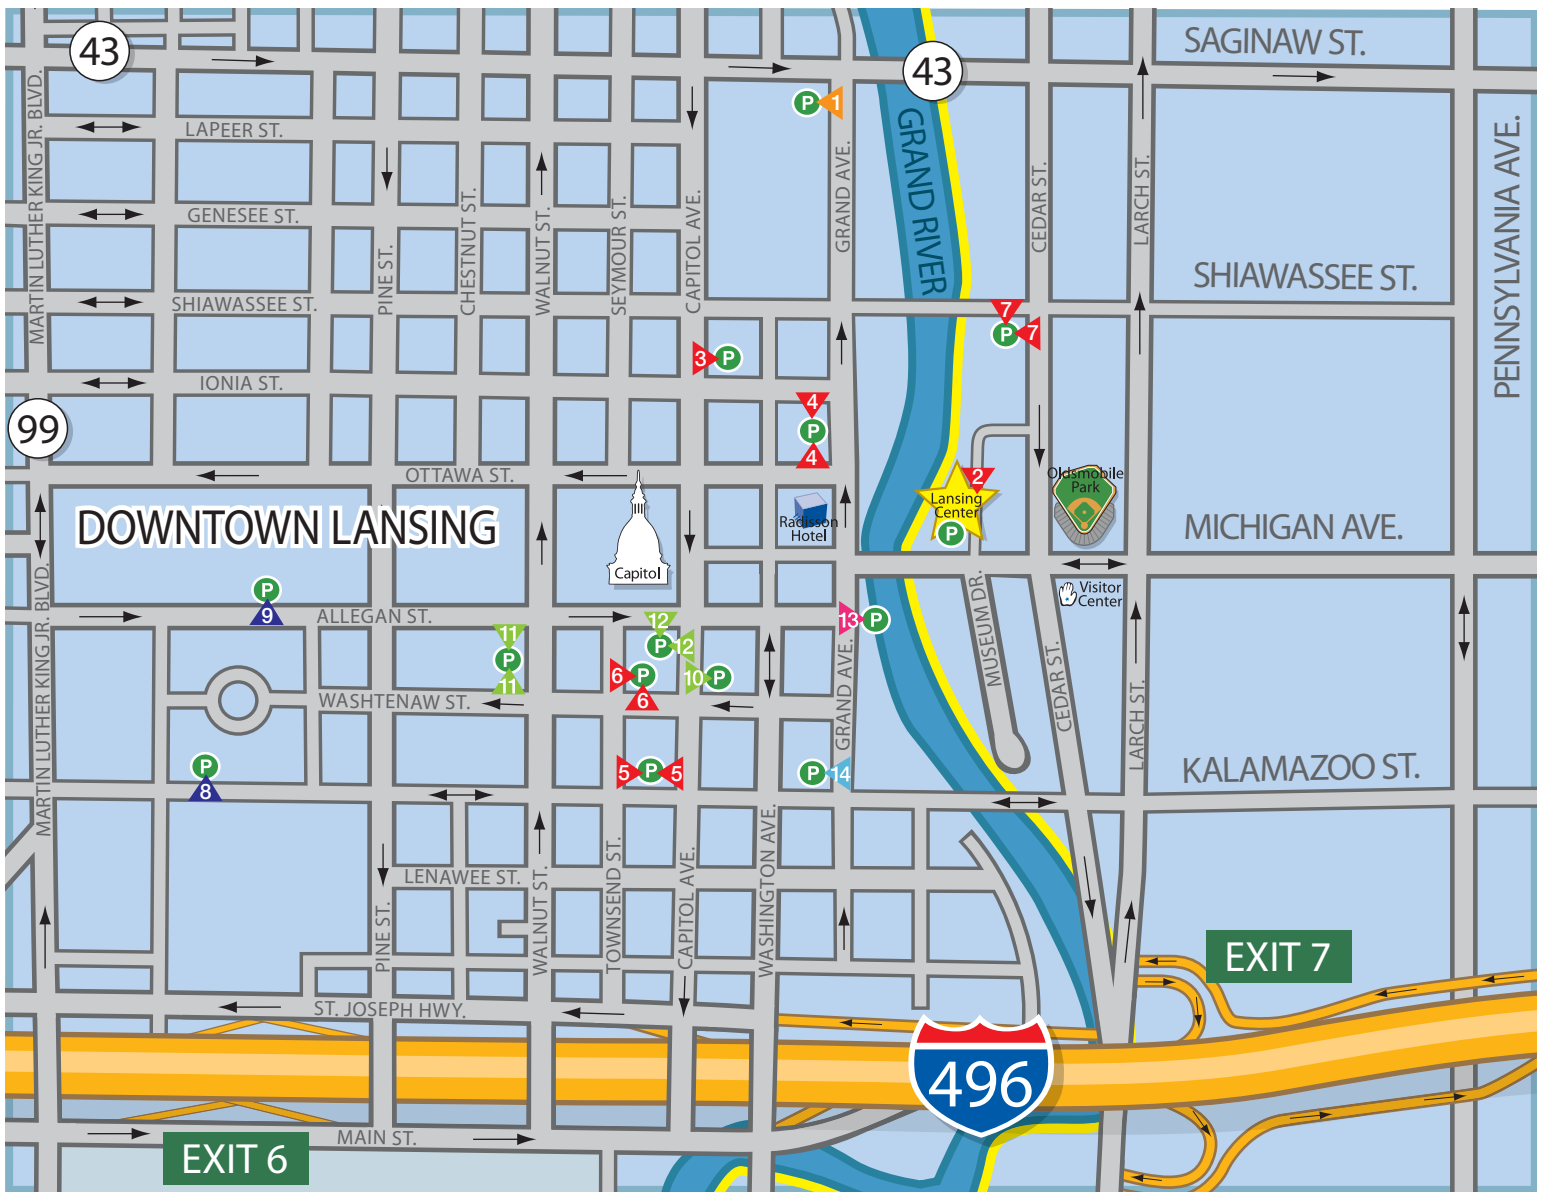 43
43
SAGINAW ST.
P 1
LAPEER ST.
GRAND RIVER
MARTIN LUTHER KING JR. BLVD.
PINE ST.
CHESTNUT ST.
WALNUT ST.
SEYMOUR ST.
CAPITOL AVE.
GRAND AVE.
CEDAR ST.
LARCH ST.
PENNSYLVANIA AVE.
GENESEE ST.
SHIAWASSEE ST.
SHIAWASSEE ST.
7
P 7
3 P
IONIA ST.
99
4
P
4
OTTAWA ST.
2
Lansing
Center
P
Oldsmobile
Park
DOWNTOWN LANSING
Radisson
Hotel
MICHIGAN AVE.
Capitol
Visitor
Center
P
9
ALLEGAN ST.
MARTIN LUTHER KING JR. BLVD.
11
P
11
12
P 12
6 P
6
10 P
13 P
GRAND AVE.
MUSEUM DR.
CEDAR ST.
LARCH ST.
WASHTENAW ST.
P
8
5 P 5
P 14
KALAMAZOO ST.
LENAWEE ST.
PINE ST.
WALNUT ST.
TOWNSEND ST.
CAPITOL AVE.
WASHINGTON AVE.
EXIT 7
ST. JOSEPH HWY.
496
MAIN ST.
EXIT 6